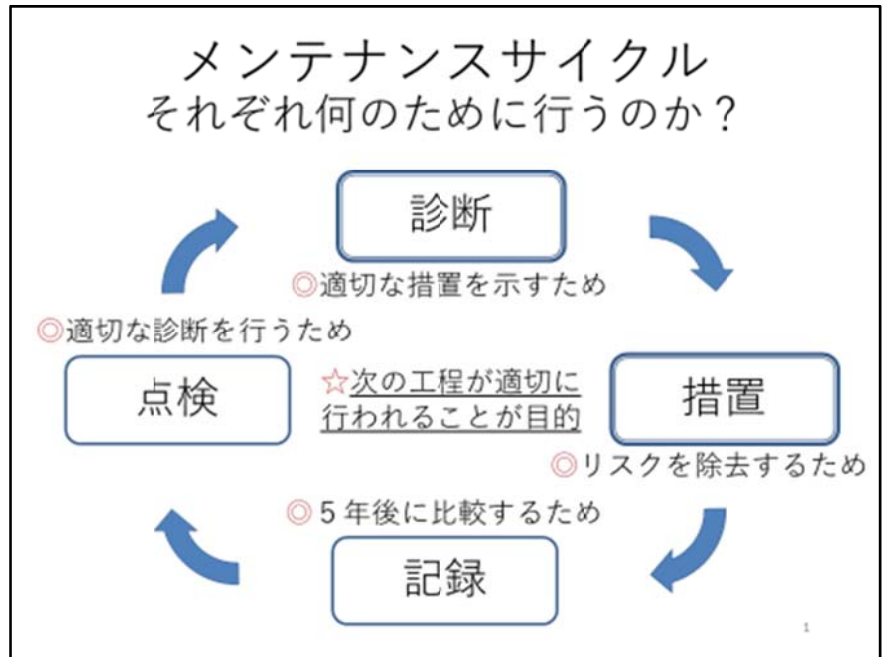 メンテナンスサイクル
それぞれ何のために行うのか？
診断
◎適切な措置を示すため
◎適切な診断を行うため
点検
☆次の工程が適切に
行われることが目的
措置
◎リスクを除去するため
◎５年後に比較するため
記録
1